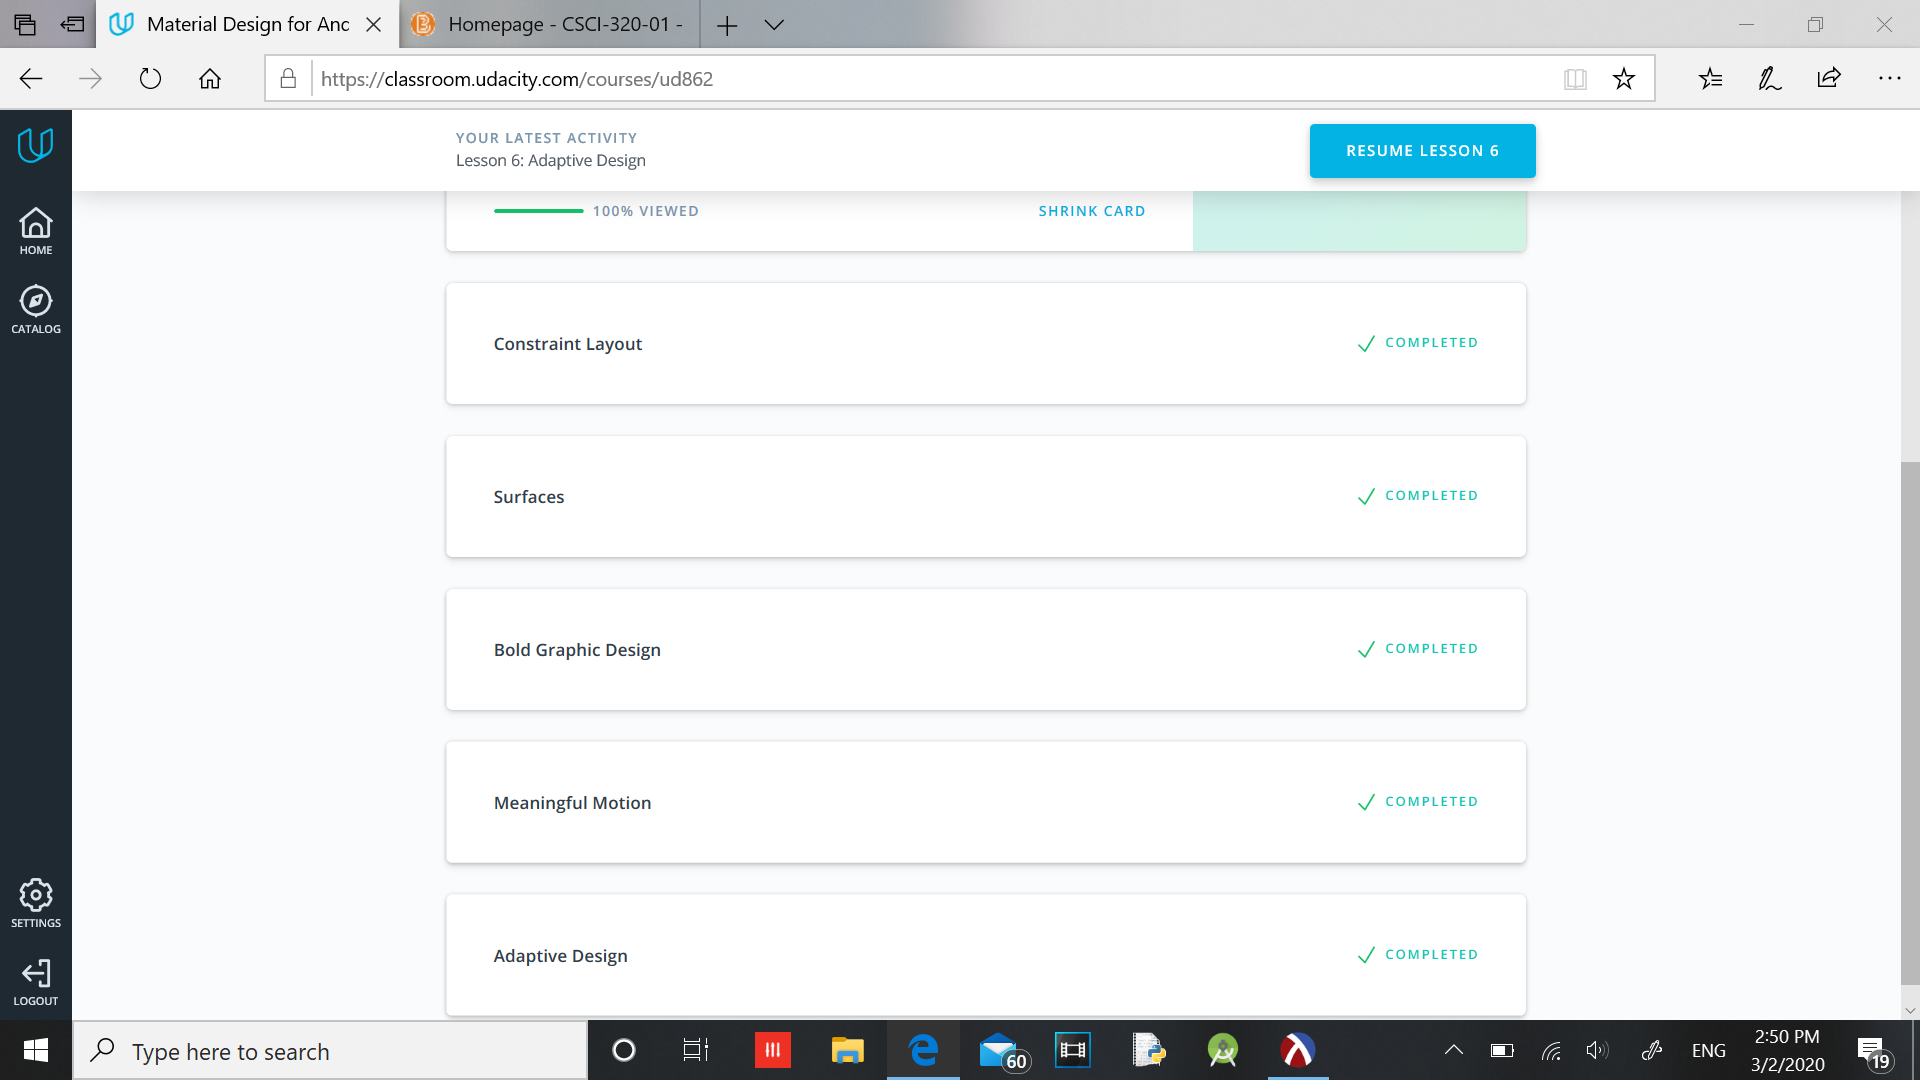 Material Design for Anc
Homepage - CSCI-320-01 -
https://classroom.udacity.com/courses/ud862
YOUR LATEST ACTIVITY
Lesson 6: Adaptive Design
RESUME LESSON 6
HOME
CATALOG
SETTINGS
LOGOUT
100% VIEWED
SHRINK CARD
Constraint Layout
COMPLETED
Surfaces
COMPLETED
Bold Graphic Design
COMPLETED
Meaningful Motion
COMPLETED
Adaptive Design
COMPLETED
Type here to search
60
ENG
2:50 PM
3/2/2020
19